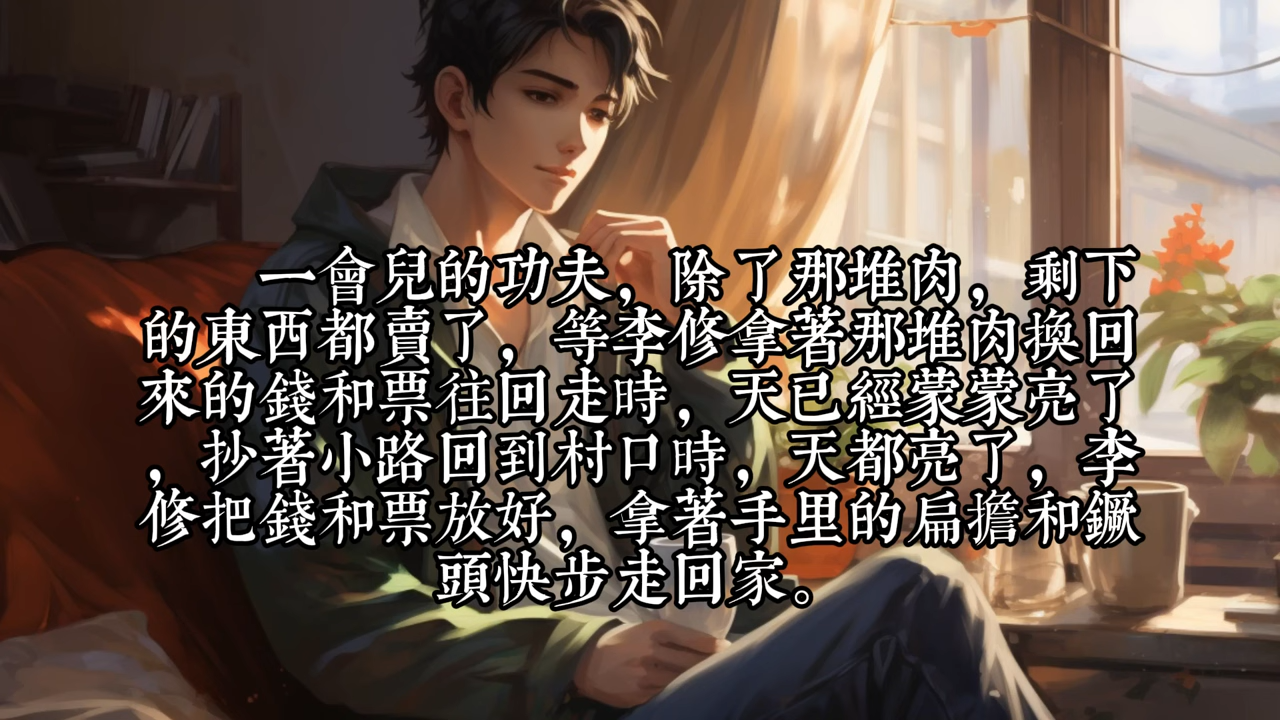 一會兒的功夫，除了那堆肉，剩下
的東西都賣了，等李修拿著那堆肉換回
來的錢和票往回走時，天已經蒙蒙亮了
，抄著小路回到村口時，天都亮了，李
修把錢和票放好，拿著手里的扁擔和鐝
頭快步走回家。